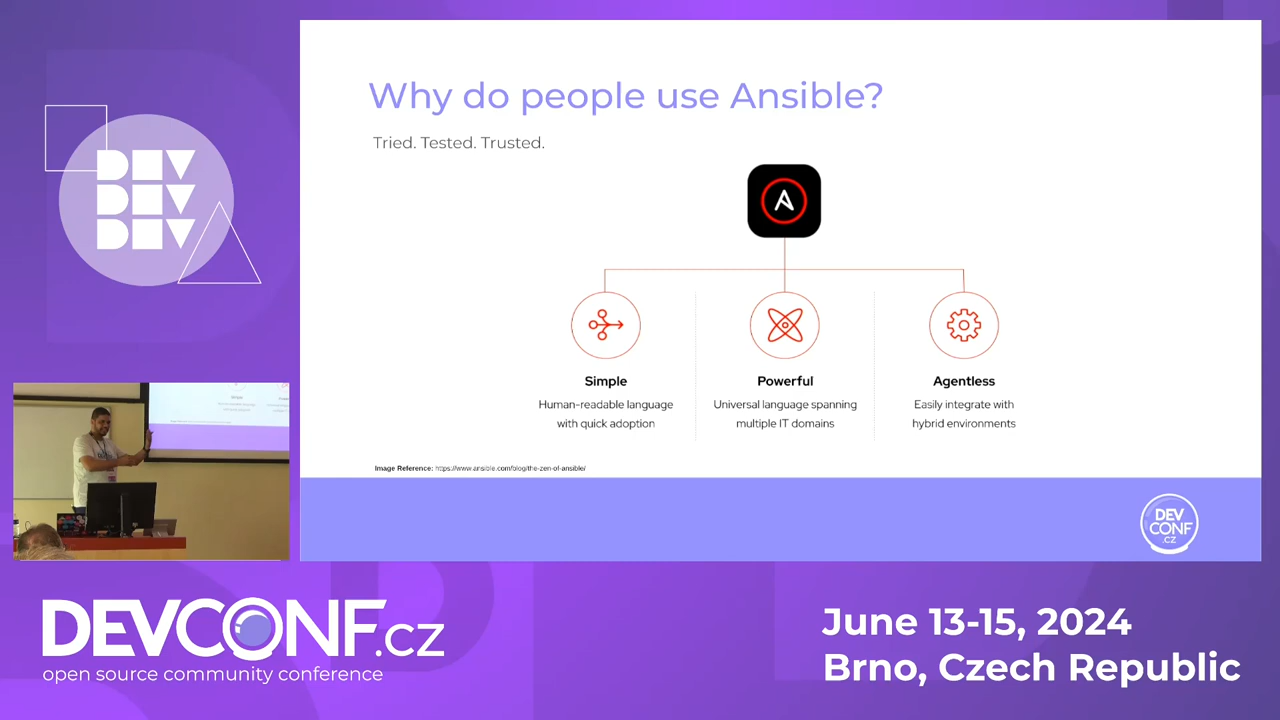 Why do people use Ansible?
Tried. Tested. Trusted.
Simple
Human-readable language
with quick adoption
Powerful
Universal language spanning
multiple IT domains
Agentless
Easily integrate with
hybrid environments
Image Reference: https://www.ansible.com/blog/the-zen-of-ansible/
DEV
CONF
.CZ
DEV
DEV
DEV
DEVCONF.cz
open source community conference
June 13-15, 2024
Brno, Czech Republic